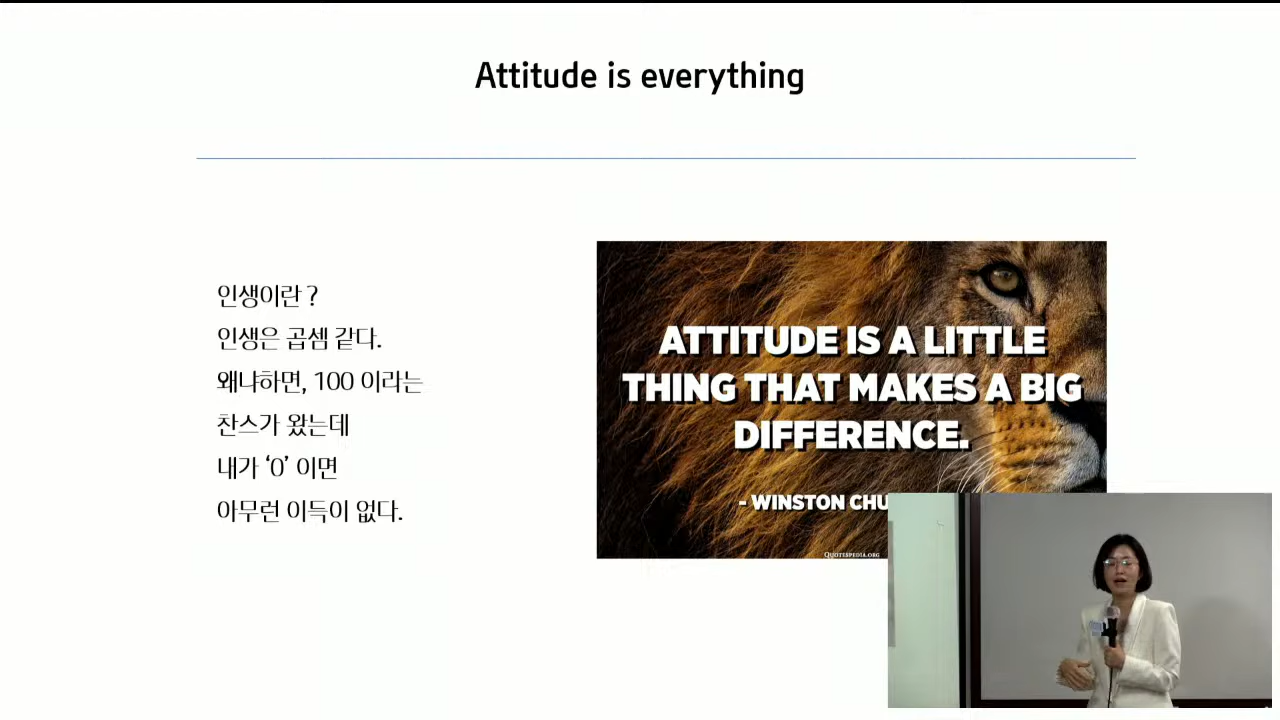 Attitude is everything
인생이란 ?
인생은 곱셈 같다.
왜냐하면, 100 이라는
찬스가 왔는데
내가 ‘0’ 이면
아무런 이득이 없다.
ATTITUDE IS A LITTLE
THING THAT MAKES A BIG
DIFFERENCE.
- WINSTON
QUOTESPEDIA.ORG